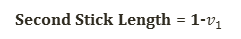 Second Stick Length = 1-v₁